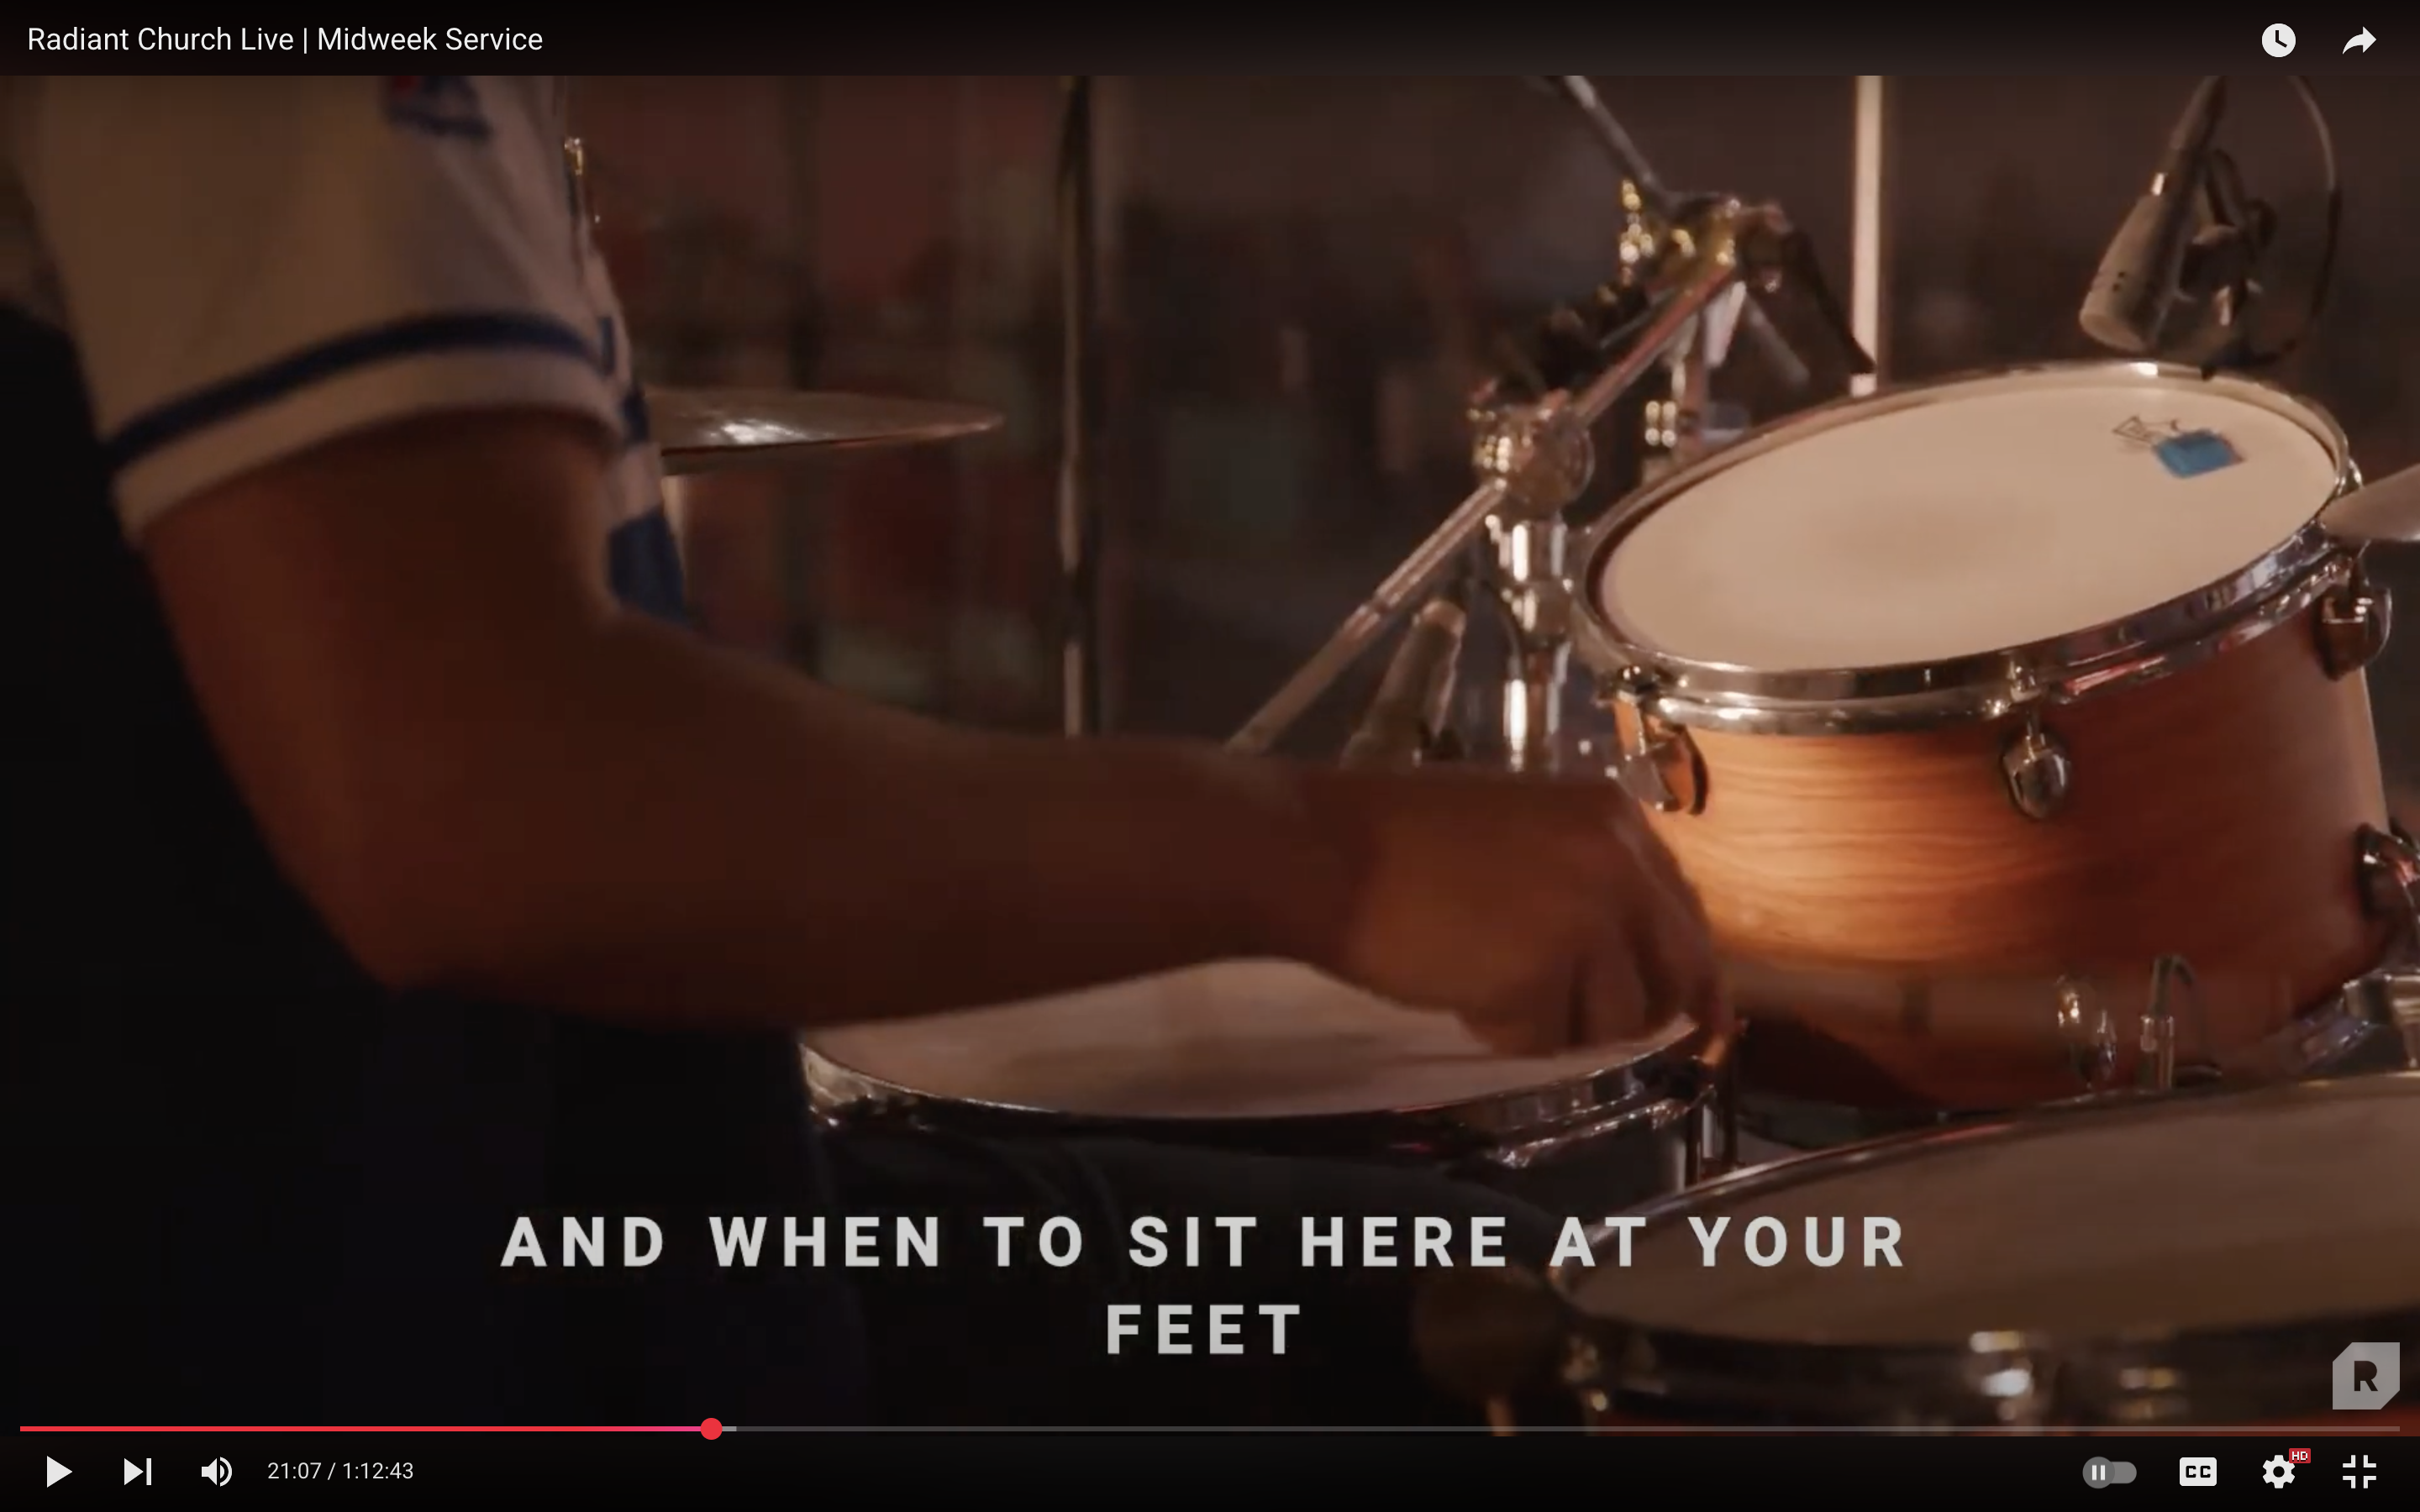 Radiant Church Live | Midweek Service
AND WHEN TO SIT HERE AT YOUR
FEET
R
21:07 / 1:12:43
CC
HD